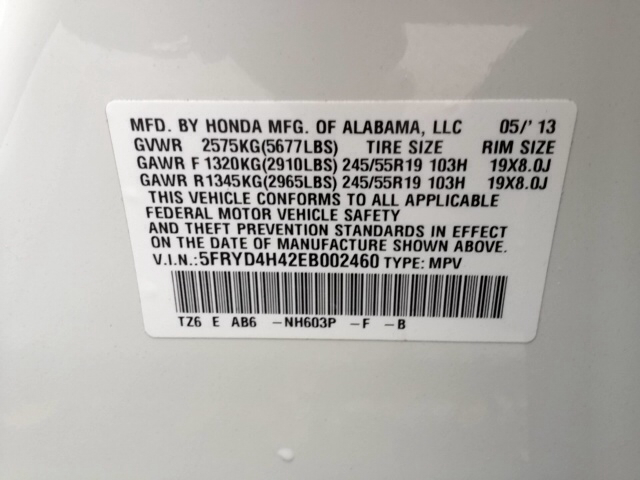 MFD. BY HONDA MFG. OF ALABAMA, LLC 05/' 13
GVWR 2575KG(5677LBS) TIRE SIZE RIM SIZE
GAWR F 1320KG(2910LBS) 245/55R19 103H 19X8.0J
GAWR R1345KG(2965LBS) 245/55R19 103H 19X8.0J
THIS VEHICLE CONFORMS TO ALL APPLICABLE
FEDERAL MOTOR VEHICLE SAFETY
AND THEFT PREVENTION STANDARDS IN EFFECT
ON THE DATE OF MANUFACTURE SHOWN ABOVE.
V.I.N.:5FRYD4H42EB002460 TYPE: MPV
TZ6 E AB6 -NH603P -F -B